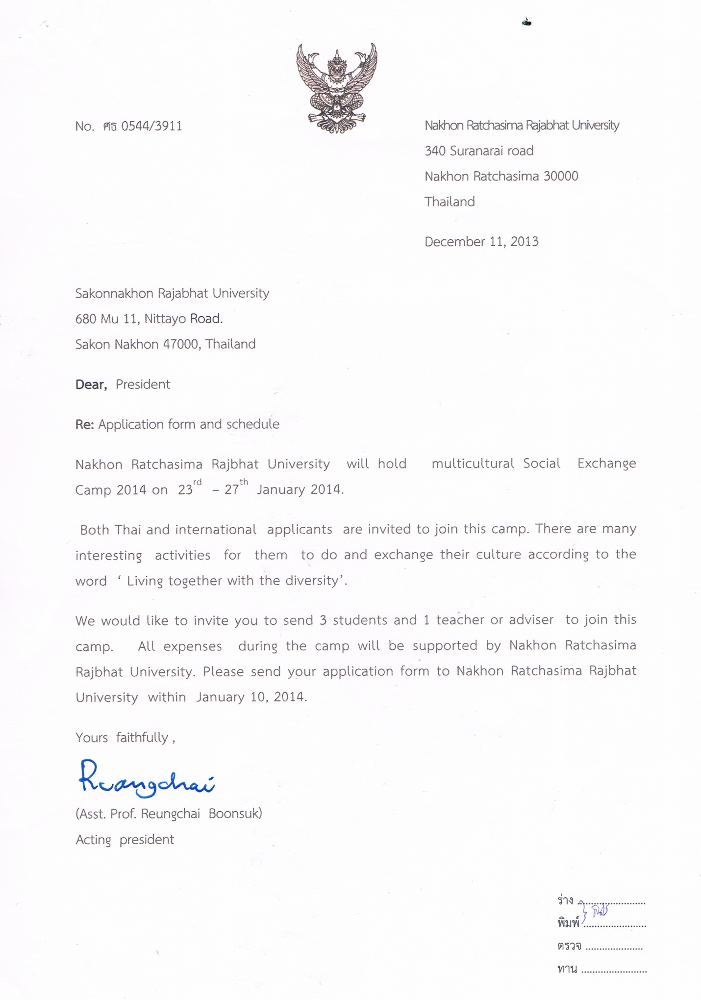 No. ศธ 0544/3911
Nakhon Ratchasima Rajabhat University
340 Suranarai road
Nakhon Ratchasima 30000
Thailand
December 11, 2013
Sakonnakhon Rajabhat University
680 Mu 11, Nittayo Road.
Sakon Nakhon 47000, Thailand
Dear, President
Re: Application form and schedule
Nakhon Ratchasima Rajbhat University will hold multicultural Social Exchange
Camp 2014 on 23rd – 27th January 2014.
Both Thai and international applicants are invited to join this camp. There are many
interesting activities for them to do and exchange their culture according to the
word ‘ Living together with the diversity’.
We would like to invite you to send 3 students and 1 teacher or adviser to join this
camp. All expenses during the camp will be supported by Nakhon Ratchasima
Rajbhat University. Please send your application form to Nakhon Ratchasima Rajbhat
University within January 10, 2014.
Yours faithfully ,
Ruangchai
(Asst. Prof. Reungchai Boonsuk)
Acting president
ร่าง ........................
พิมพ์ ........................
ตรวจ .....................
ทาน ........................